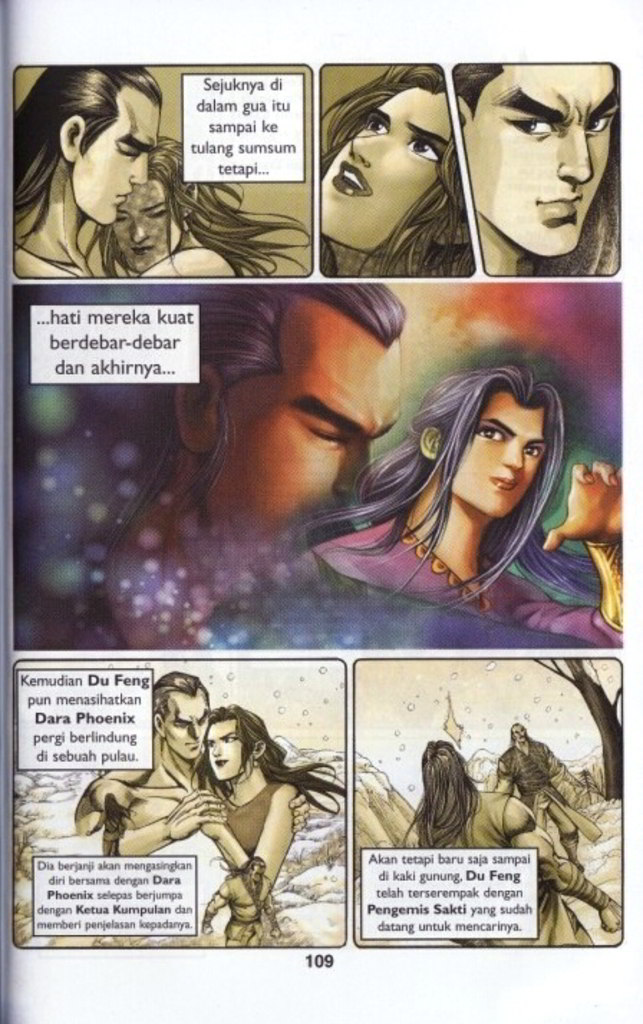 Sejuknya di
dalam gua itu
sampai ke
tulang sumsum
tetapi...
...hati mereka kuat
berdebar-debar
dan akhirnya...
Kemudian Du Feng
pun menasihatkan
Dara Phoenix
pergi berlindung
di sebuah pulau.
Dia berjanji akan mengasingkan
diri bersama dengan Dara
Phoenix selepas berjumpa
dengan Ketua Kumpulan dan
memberi penjelasan kepadanya.
Akan tetapi baru saja sampai
di kaki gunung, Du Feng
telah terserempak dengan
Pengemis Sakti yang sudah
datang untuk mencarinya.
109